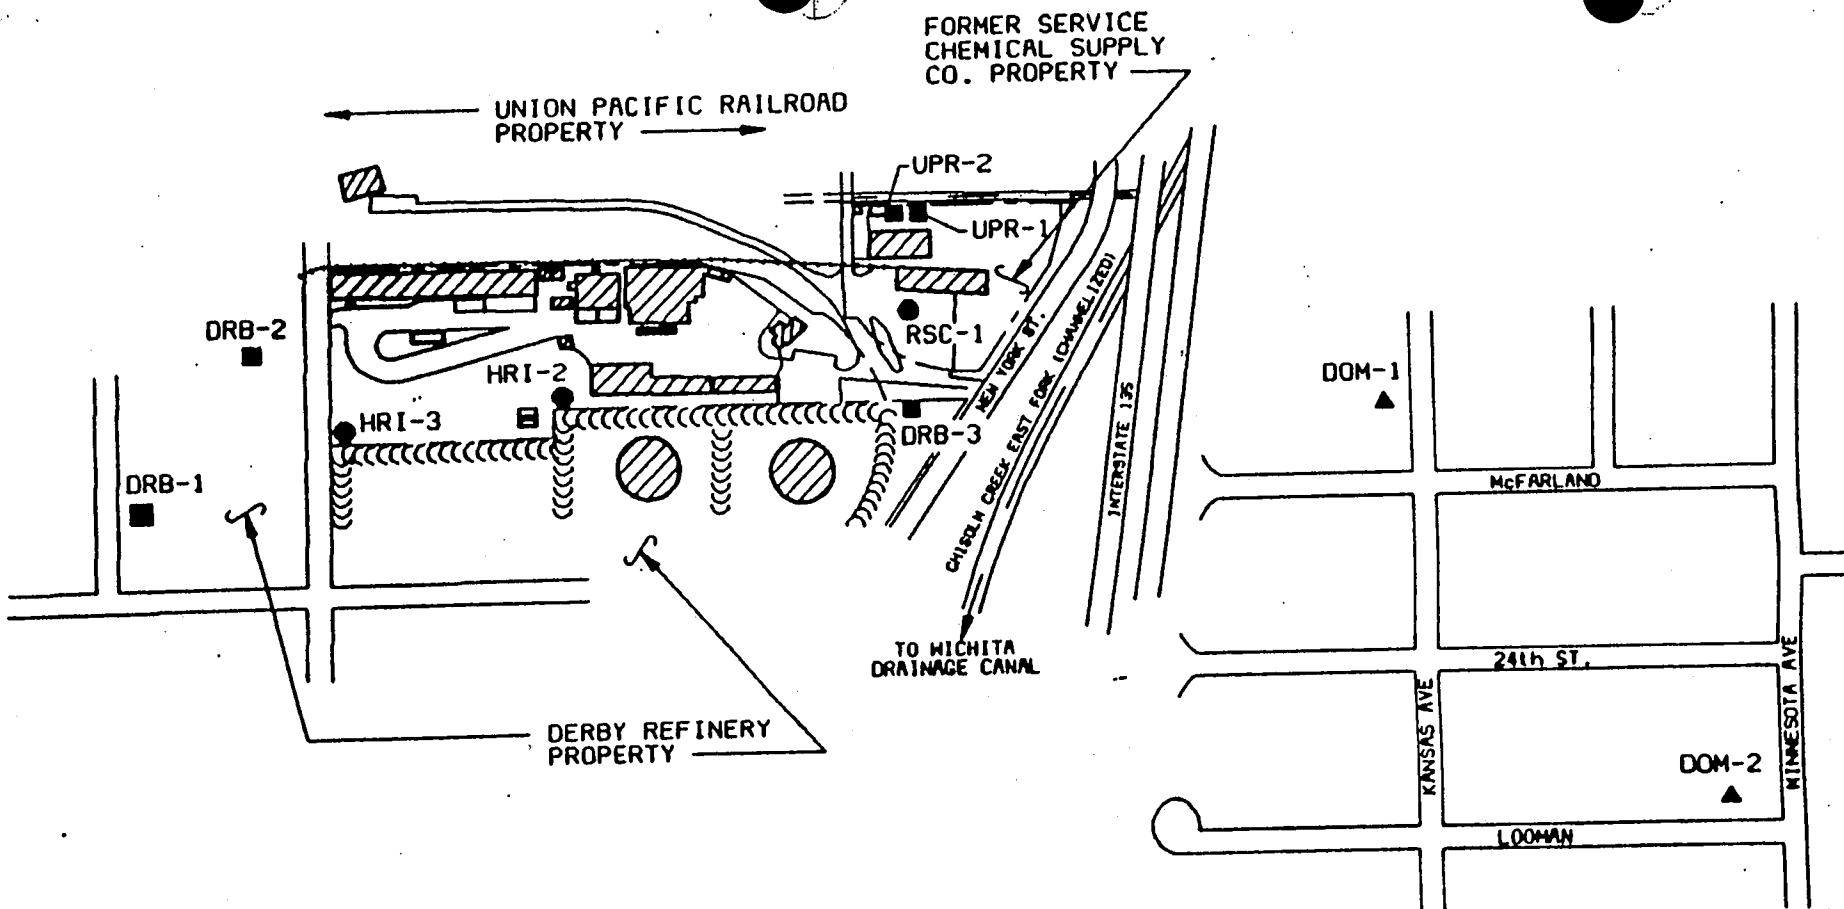 FORMER SERVICE
CHEMICAL SUPPLY
CO. PROPERTY
UNION PACIFIC RAILROAD
PROPERTY
UPR-2
UPR-1
DRB-2
RSC-1
HRI-2
HRI-3
DRB-3
DRB-1
NEW YORK ST.
CHISOLM CREEK EAST FORK (CHANNELIZED)
INTERSTATE 135
DOM-1
McFARLAND
TO WICHITA
DRAINAGE CANAL
24th ST.
KANSAS AVE
MINNESOTA AVE
DERBY REFINERY
PROPERTY
DOM-2
LOOMAN